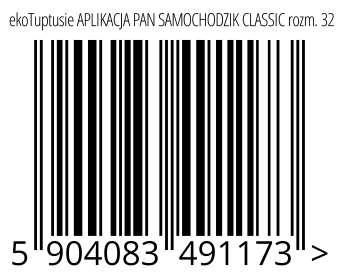 ekoTuptusie APLIKACJA PAN SAMOCHODZIK CLASSIC rozm. 32
5 904083 491173 >